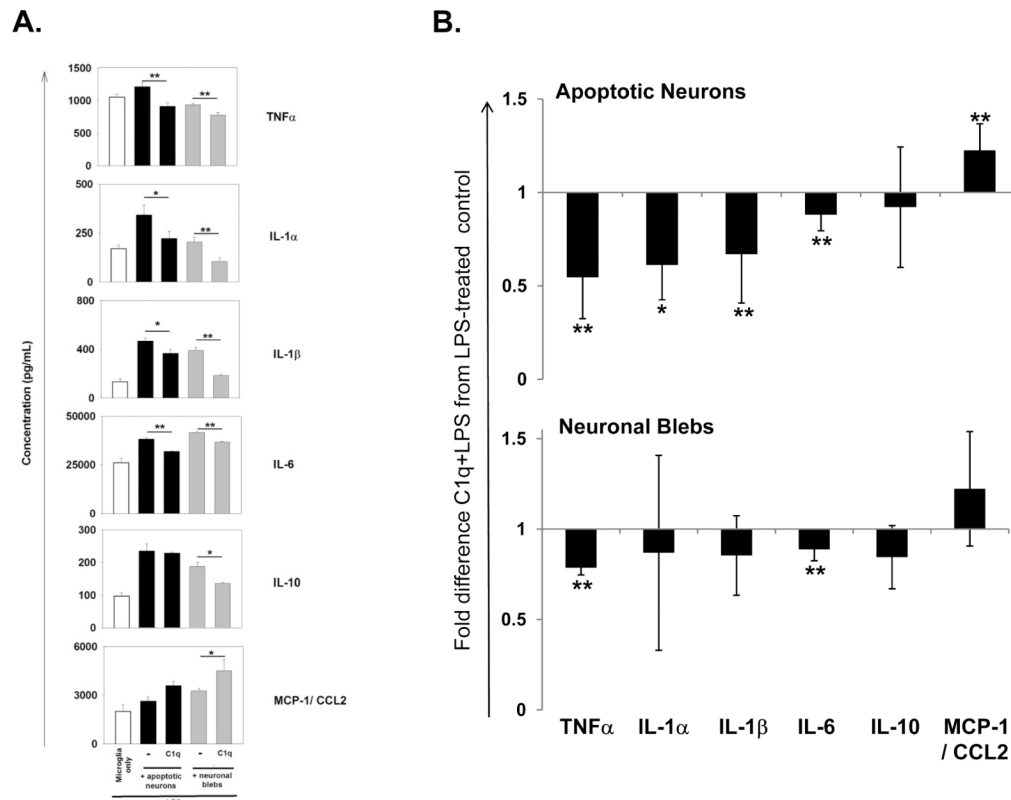 A.
B.
Concentration (pg/mL)
1500
1000
500
0
**
**
TNFα
500
250
0
*
**
IL-1α
800
400
0
*
**
IL-1β
50000
25000
0
**
**
IL-6
300
200
100
0
*
IL-10
6000
3000
0
*
MCP-1/ CCL2
Microglia only
-
C1q
-
C1q
+ apoptotic
neurons
+ neuronal
blebs
Fold difference C1q+LPS from LPS-treated control
Apoptotic Neurons
1.5
1
0.5
1
**
*
**
**
**
Neuronal Blebs
1.5
1
0.5
0
**
**
TNFα
IL-1α
IL-1β
IL-6
IL-10
MCP-1
/ CCL2